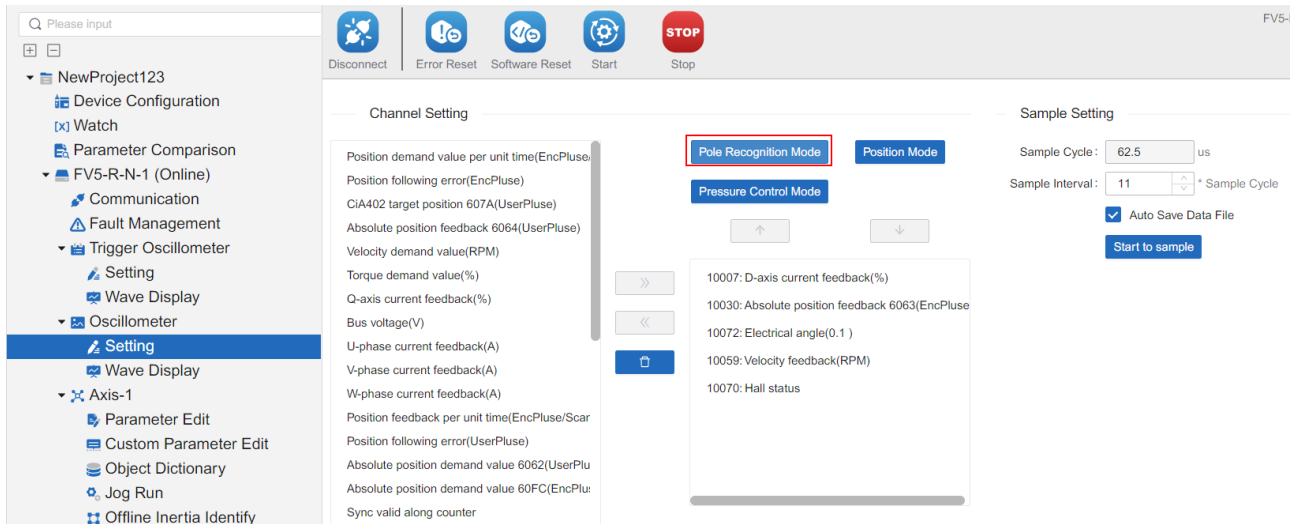 Please input
NewProject123
Device Configuration
[x] Watch
Parameter Comparison
FV5-R-N-1 (Online)
Communication
Fault Management
Trigger Oscillometer
Setting
Wave Display
Oscillometer
Setting
Wave Display
Axis-1
Parameter Edit
Custom Parameter Edit
Object Dictionary
Jog Run
Offline Inertia Identify
STOP
Disconnect
Error Reset
Software Reset
Start
Stop
FV5-
Channel Setting
Position demand value per unit time(EncPluse/
Position following error(EncPluse)
CiA402 target position 607A(UserPluse)
Absolute position feedback 6064(UserPluse)
Velocity demand value(RPM)
Torque demand value(%)
Q-axis current feedback(%)
Bus voltage(V)
U-phase current feedback(A)
V-phase current feedback(A)
W-phase current feedback(A)
Position feedback per unit time(EncPluse/Scar
Position following error(UserPluse)
Absolute position demand value 6062(UserPlu
Absolute position demand value 60FC(EncPlu
Sync valid along counter
Pole Recognition Mode
Position Mode
Pressure Control Mode
10007: D-axis current feedback(%)
10030: Absolute position feedback 6063(EncPluse
10072: Electrical angle(0.1 )
10059: Velocity feedback(RPM)
10070: Hall status
Sample Setting
Sample Cycle : 62.5 us
Sample Interval : 11 * Sample Cycle
Auto Save Data File
Start to sample